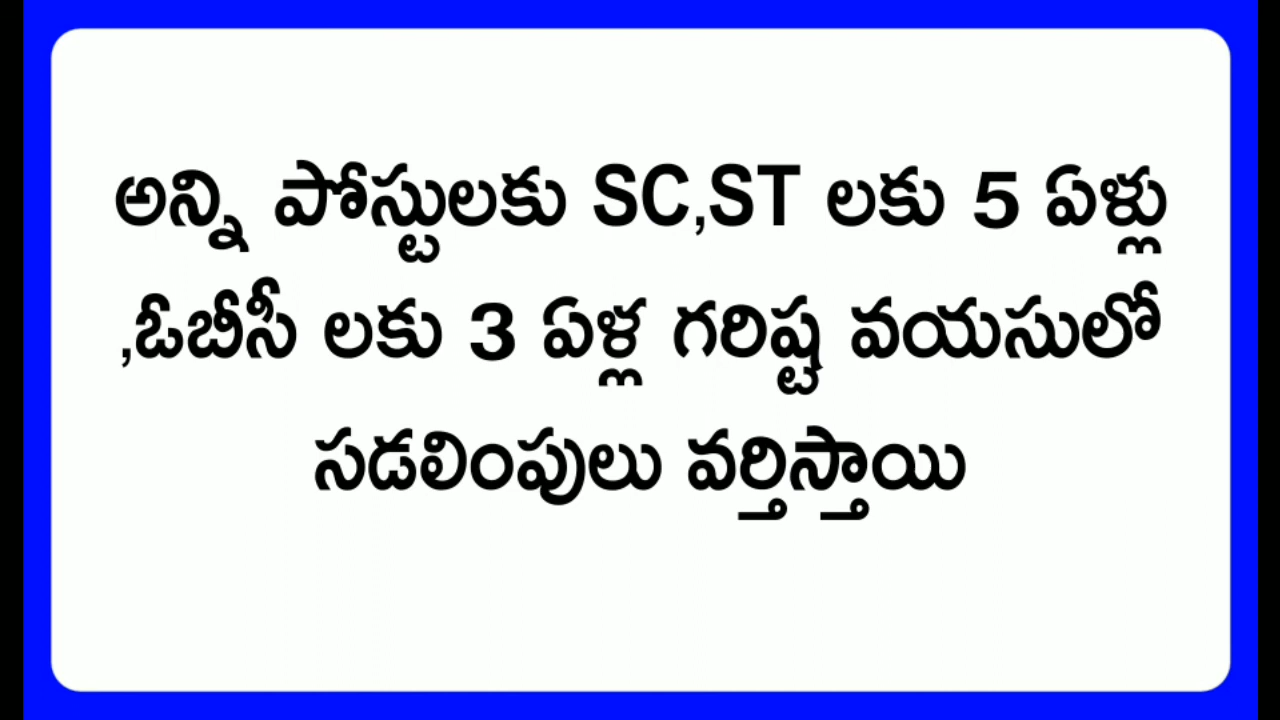 అన్ని పోస్టులకు SC,ST లకు 5 ఏళ్లు
,ఓబీసీ లకు 3 ఏళ్ల గరిష్ట వయసులో
సడలింపులు వర్తిస్తాయి